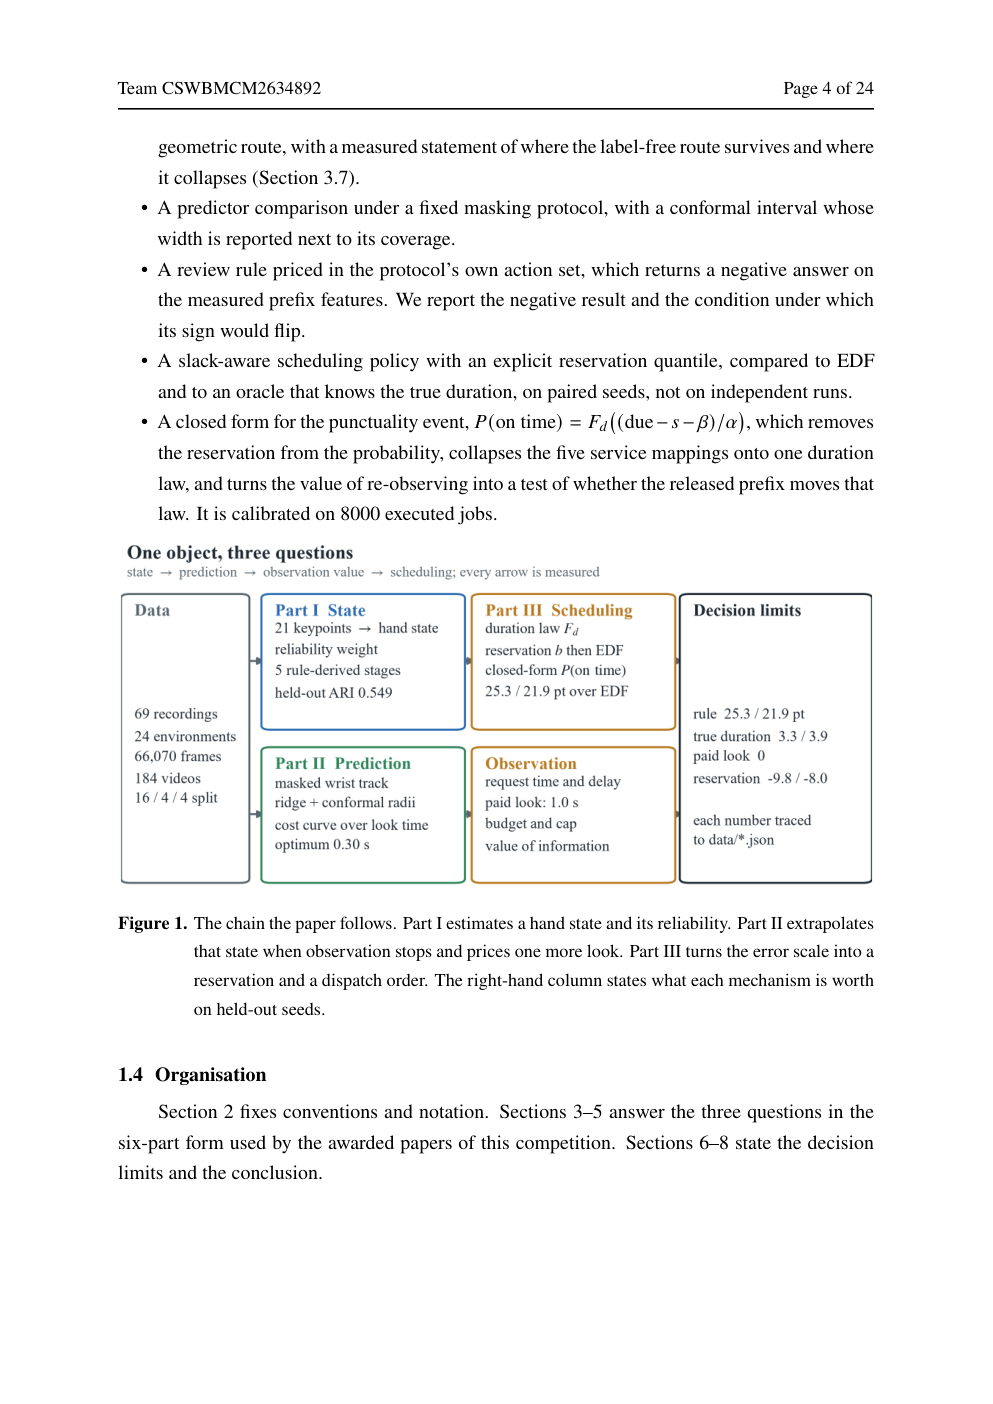 Team CSWBMCM2634892
Page 4 of 24
geometric route, with a measured statement of where the label-free route survives and where
it collapses (Section 3.7).
• A predictor comparison under a fixed masking protocol, with a conformal interval whose
width is reported next to its coverage.
• A review rule priced in the protocol's own action set, which returns a negative answer on
the measured prefix features. We report the negative result and the condition under which
its sign would flip.
• A slack-aware scheduling policy with an explicit reservation quantile, compared to EDF
and to an oracle that knows the true duration, on paired seeds, not on independent runs.
• A closed form for the punctuality event, P(on time) = F_d((due − s − β)/α), which removes
the reservation from the probability, collapses the five service mappings onto one duration
law, and turns the value of re-observing into a test of whether the released prefix moves that
law. It is calibrated on 8000 executed jobs.
One object, three questions
state → prediction → observation value → scheduling; every arrow is measured
Data
69 recordings
24 environments
66,070 frames
184 videos
16 / 4 / 4 split
Part I State
21 keypoints → hand state
reliability weight
5 rule-derived stages
held-out ARI 0.549
Part II Prediction
masked wrist track
ridge + conformal radii
cost curve over look time
optimum 0.30 s
Part III Scheduling
duration law F_d
reservation b then EDF
closed-form P(on time)
25.3 / 21.9 pt over EDF
Observation
request time and delay
paid look: 1.0 s
budget and cap
value of information
Decision limits
rule 25.3 / 21.9 pt
true duration 3.3 / 3.9
paid look 0
reservation -9.8 / -8.0
each number traced
to data/*.json
Figure 1. The chain the paper follows. Part I estimates a hand state and its reliability. Part II extrapolates
that state when observation stops and prices one more look. Part III turns the error scale into a
reservation and a dispatch order. The right-hand column states what each mechanism is worth
on held-out seeds.
1.4 Organisation
Section 2 fixes conventions and notation. Sections 3–5 answer the three questions in the
six-part form used by the awarded papers of this competition. Sections 6–8 state the decision
limits and the conclusion.